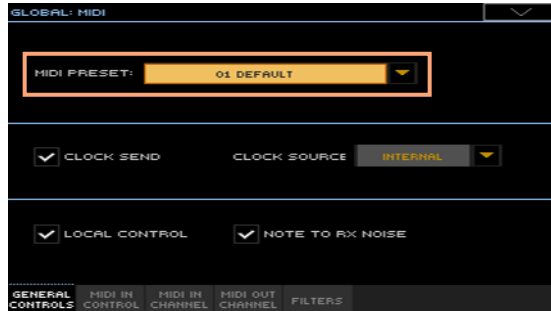 GLOBAL: MIDI
MIDI PRESET: 01 DEFAULT
CLOCK SEND CLOCK SOURCE INTERNAL
LOCAL CONTROL NOTE TO RX NOISE
GENERAL CONTROLS MIDI IN CONTROL MIDI IN CHANNEL MIDI OUT CHANNEL FILTERS